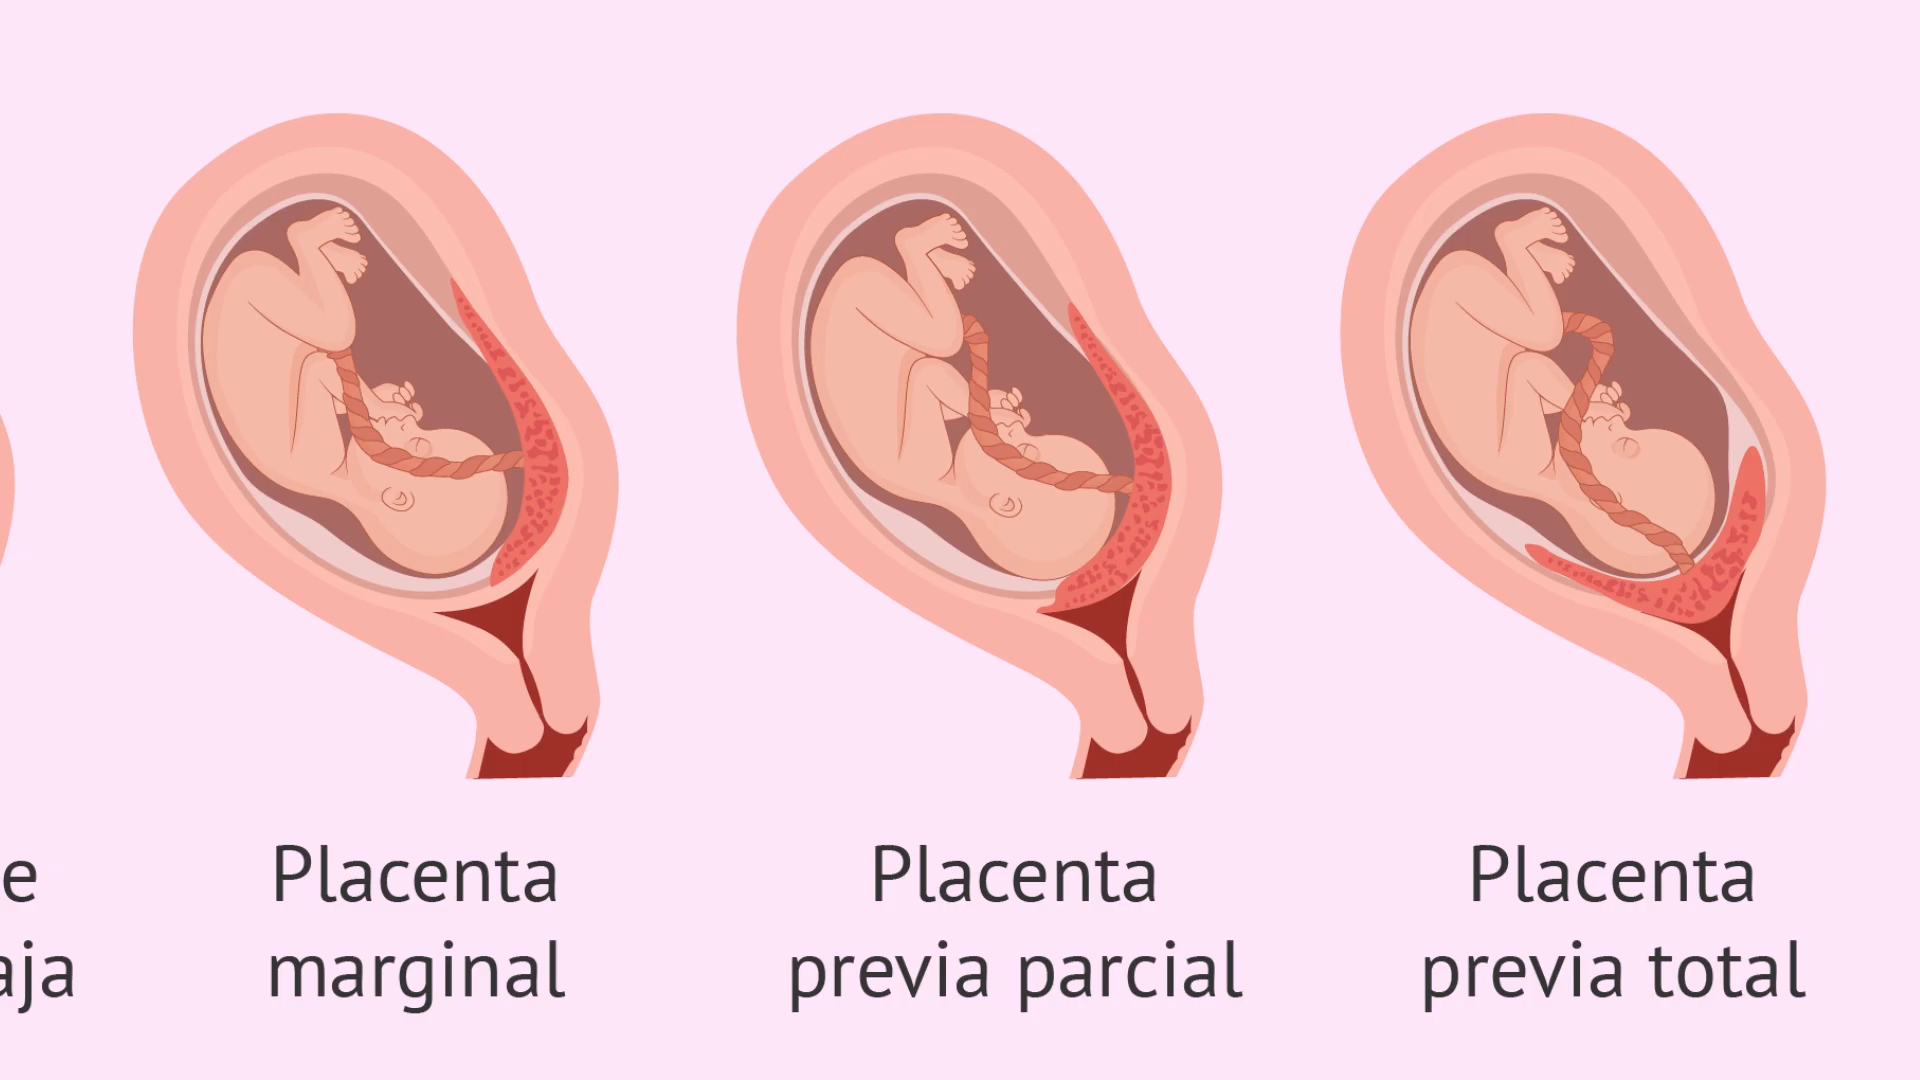 Placenta
marginal
Placenta
previa parcial
Placenta
previa total